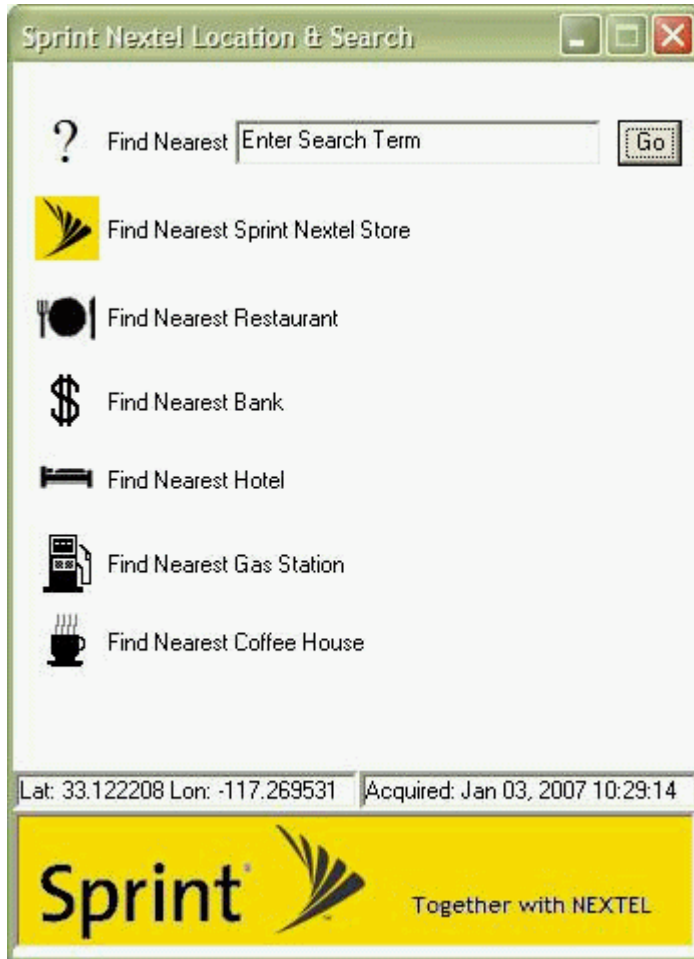 Sprint Nextel Location & Search
? Find Nearest Enter Search Term Go
Find Nearest Sprint Nextel Store
Find Nearest Restaurant
$ Find Nearest Bank
Find Nearest Hotel
Find Nearest Gas Station
Find Nearest Coffee House
Lat: 33.122208 Lon: -117.269531 Acquired: Jan 03, 2007 10:29:14
Sprint Together with NEXTEL